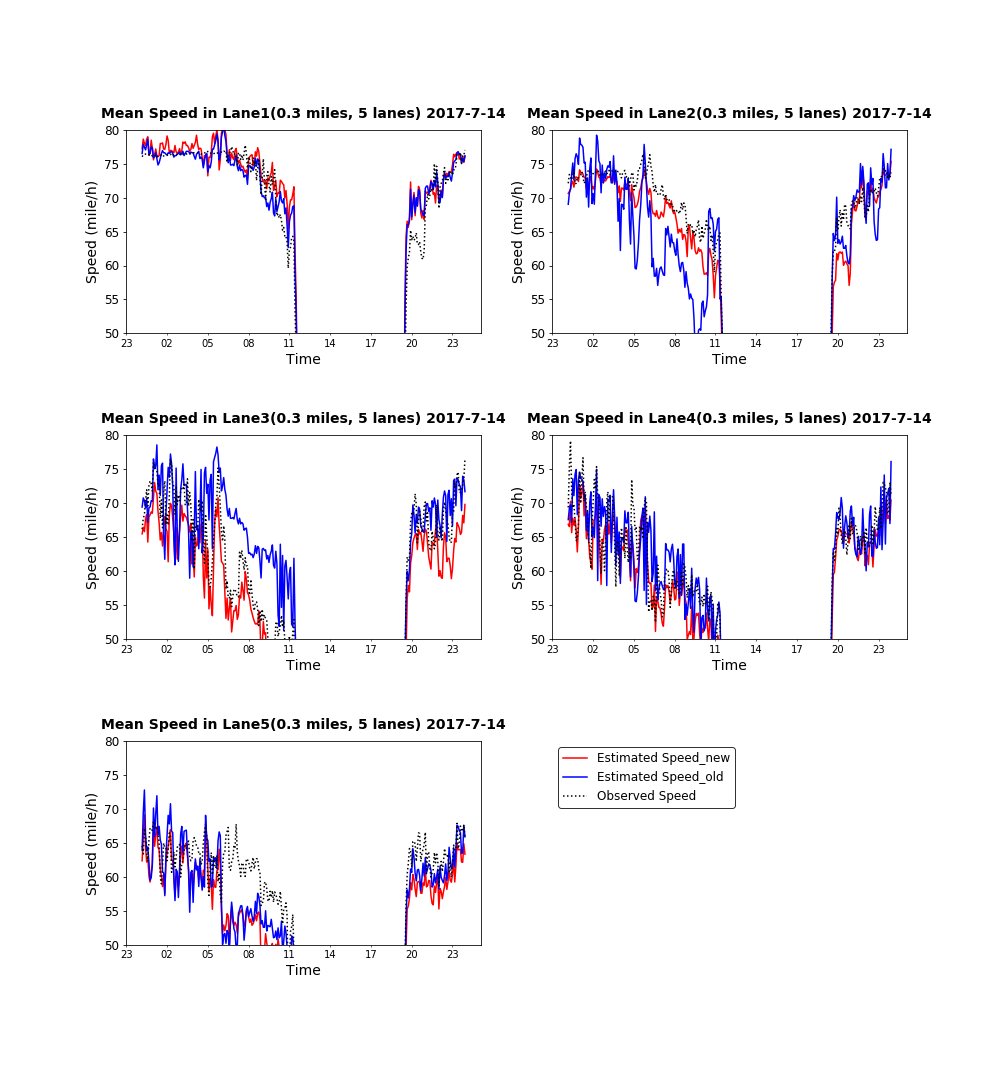 Mean Speed in Lane1(0.3 miles, 5 lanes) 2017-7-14
80
75
70
65
60
55
50
Speed (mile/h)
23 02 05 08 11 14 17 20 23
Time
Mean Speed in Lane2(0.3 miles, 5 lanes) 2017-7-14
80
75
70
65
60
55
50
Speed (mile/h)
23 02 05 08 11 14 17 20 23
Time
Mean Speed in Lane3(0.3 miles, 5 lanes) 2017-7-14
80
75
70
65
60
55
50
Speed (mile/h)
23 02 05 08 11 14 17 20 23
Time
Mean Speed in Lane4(0.3 miles, 5 lanes) 2017-7-14
80
75
70
65
60
55
50
Speed (mile/h)
23 02 05 08 11 14 17 20 23
Time
Mean Speed in Lane5(0.3 miles, 5 lanes) 2017-7-14
80
75
70
65
60
55
50
Speed (mile/h)
23 02 05 08 11 14 17 20 23
Time
Estimated Speed_new
Estimated Speed_old
Observed Speed